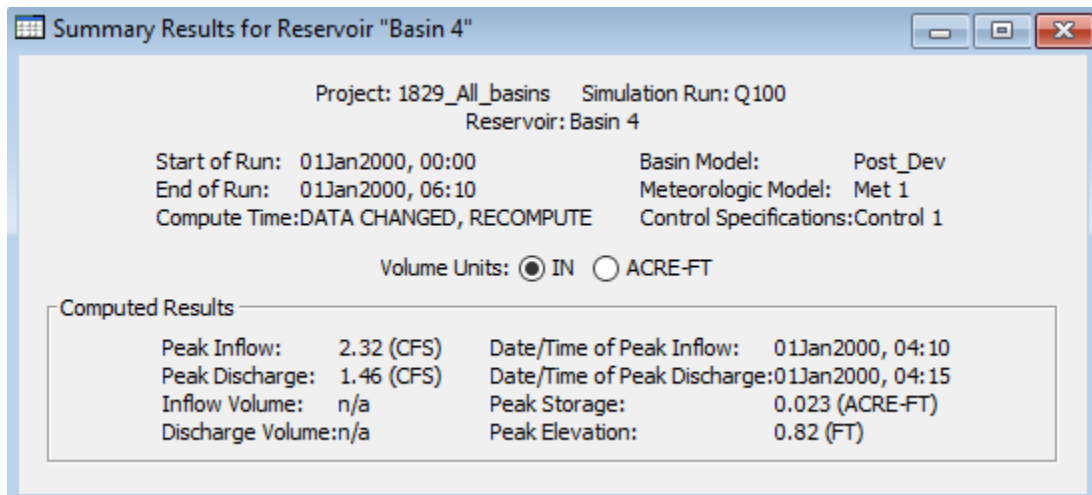 Summary Results for Reservoir "Basin 4"
Project: 1829_All_basins Simulation Run: Q100
Reservoir: Basin 4
Start of Run: 01Jan2000, 00:00 Basin Model: Post_Dev
End of Run: 01Jan2000, 06:10 Meteorologic Model: Met 1
Compute Time:DATA CHANGED, RECOMPUTE Control Specifications:Control 1
Volume Units: IN ACRE-FT
Computed Results
Peak Inflow: 2.32 (CFS) Date/Time of Peak Inflow: 01Jan2000, 04:10
Peak Discharge: 1.46 (CFS) Date/Time of Peak Discharge:01Jan2000, 04:15
Inflow Volume: n/a Peak Storage: 0.023 (ACRE-FT)
Discharge Volume:n/a Peak Elevation: 0.82 (FT)